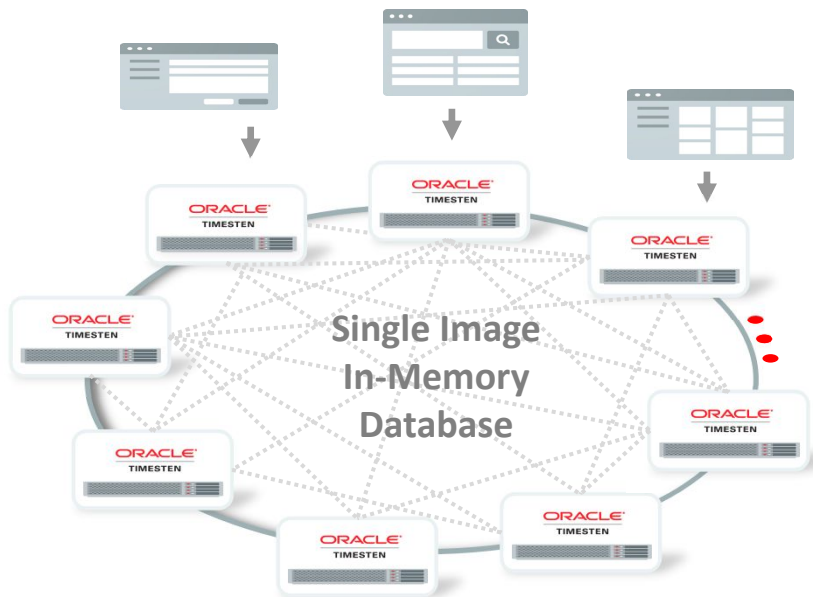 ORACLE®
TIMESTEN
ORACLE®
TIMESTEN
ORACLE®
TIMESTEN
ORACLE®
TIMESTEN
Single Image
In-Memory
Database
ORACLE®
TIMESTEN
ORACLE®
TIMESTEN
ORACLE®
TIMESTEN
ORACLE®
TIMESTEN